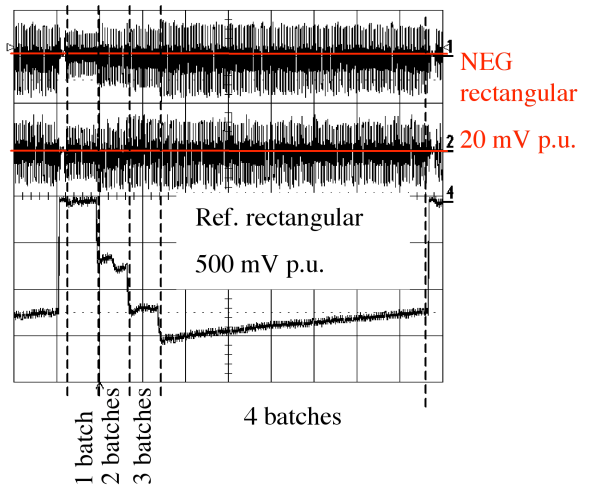 1
NEG
rectangular
20 mV p.u.
2
4
Ref. rectangular
500 mV p.u.
1 batch
2 batches
3 batches
4 batches